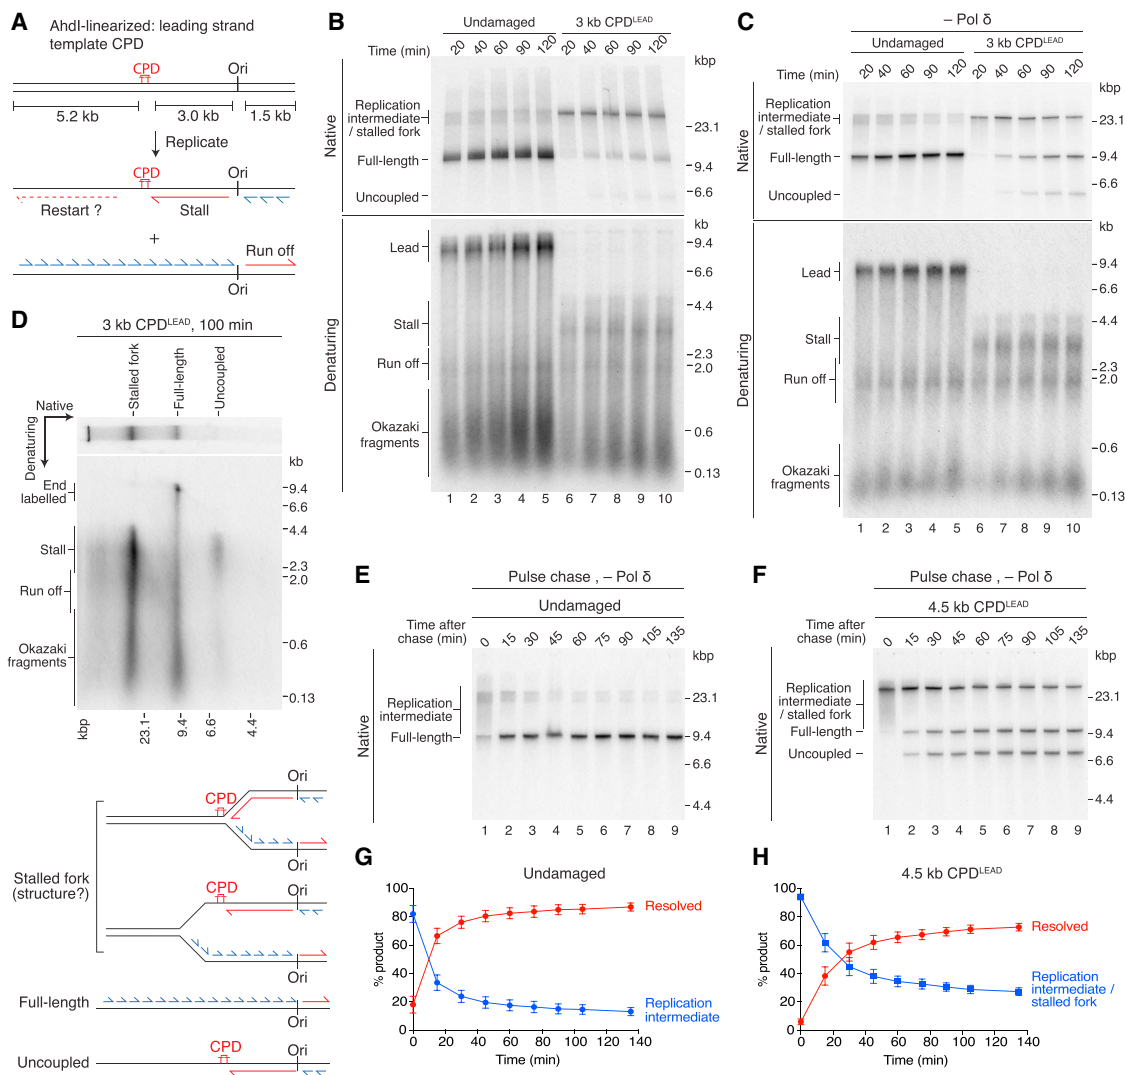 A
AhdI-linearized: leading strand
template CPD
CPD
Ori
5.2 kb
3.0 kb
1.5 kb
Replicate
CPD
Ori
Restart ?
Stall
+
Run off
Ori
B
Undamaged
3 kb CPDLEAD
Time (min)
20 40 60 90 120 20 40 60 90 120
kbp
Native
Replication
intermediate
/ stalled fork
23.1
Full-length
9.4
Uncoupled
6.6
Denaturing
kb
Lead
9.4
6.6
4.4
Stall
2.3
Run off
2.0
Okazaki
fragments
0.6
0.13
1 2 3 4 5 6 7 8 9 10
C
– Pol δ
Undamaged
3 kb CPDLEAD
Time (min)
20 40 60 90 120 20 40 60 90 120
kbp
Native
Replication
intermediate
/ stalled fork
23.1
Full-length
9.4
6.6
Uncoupled
Denaturing
kb
Lead
9.4
6.6
4.4
Stall
2.3
Run off
2.0
0.6
Okazaki
fragments
0.13
1 2 3 4 5 6 7 8 9 10
D
3 kb CPDLEAD, 100 min
Stalled fork
Full-length
Uncoupled
Native
Denaturing
kb
End
labelled
9.4
6.6
4.4
Stall
2.3
2.0
Run off
0.6
Okazaki
fragments
0.13
kbp
23.1
9.4
6.6
4.4
Ori
CPD
Ori
Stalled fork
(structure?)
CPD
Ori
Ori
Full-length
Ori
CPD
Ori
Uncoupled
E
Pulse chase , – Pol δ
Undamaged
Time after
chase (min)
0 15 30 45 60 75 90 105 135
kbp
Native
Replication
intermediate
23.1
Full-length
9.4
6.6
4.4
1 2 3 4 5 6 7 8 9
F
Pulse chase , – Pol δ
4.5 kb CPDLEAD
Time after
chase (min)
0 15 30 45 60 75 90 105 135
kbp
Native
Replication
intermediate
/ stalled fork
23.1
Full-length
9.4
Uncoupled
6.6
4.4
1 2 3 4 5 6 7 8 9
G
Undamaged
% product
100
80
60
40
20
0
0 20 40 60 80 100 120 140
Time (min)
Resolved
Replication
intermediate
H
4.5 kb CPDLEAD
% product
100
80
60
40
20
0
0 20 40 60 80 100 120 140
Time (min)
Resolved
Replication
intermediate /
stalled fork